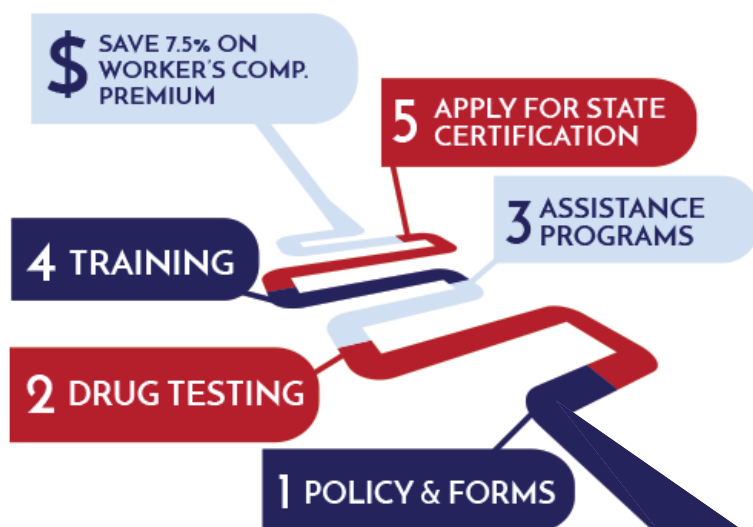 $ SAVE 7.5% ON
WORKER'S COMP.
PREMIUM
5 APPLY FOR STATE
CERTIFICATION
3 ASSISTANCE
PROGRAMS
4 TRAINING
2 DRUG TESTING
1 POLICY & FORMS